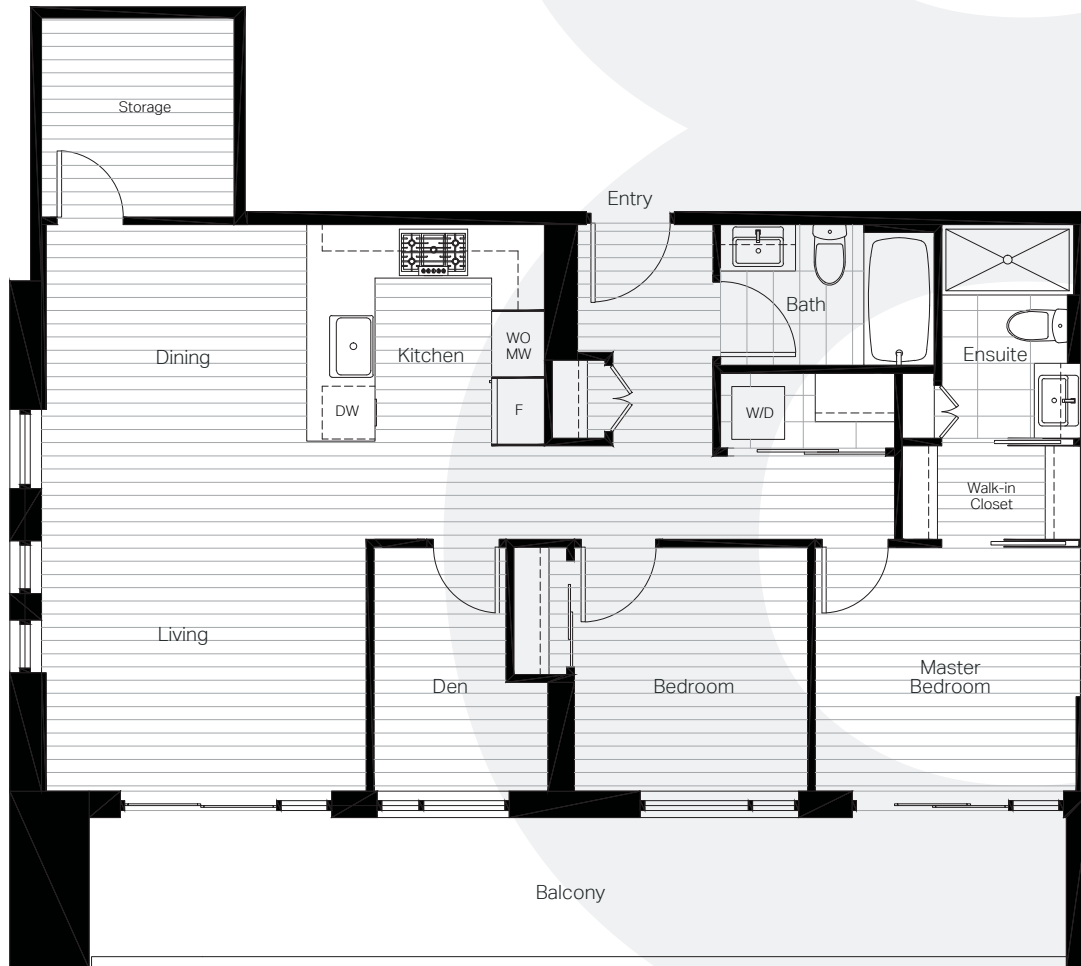 Storage
Entry
Bath
Dining
Kitchen
WO
MW
Ensuite
DW
F
W/D
Walk-in
Closet
Living
Den
Bedroom
Master
Bedroom
Balcony